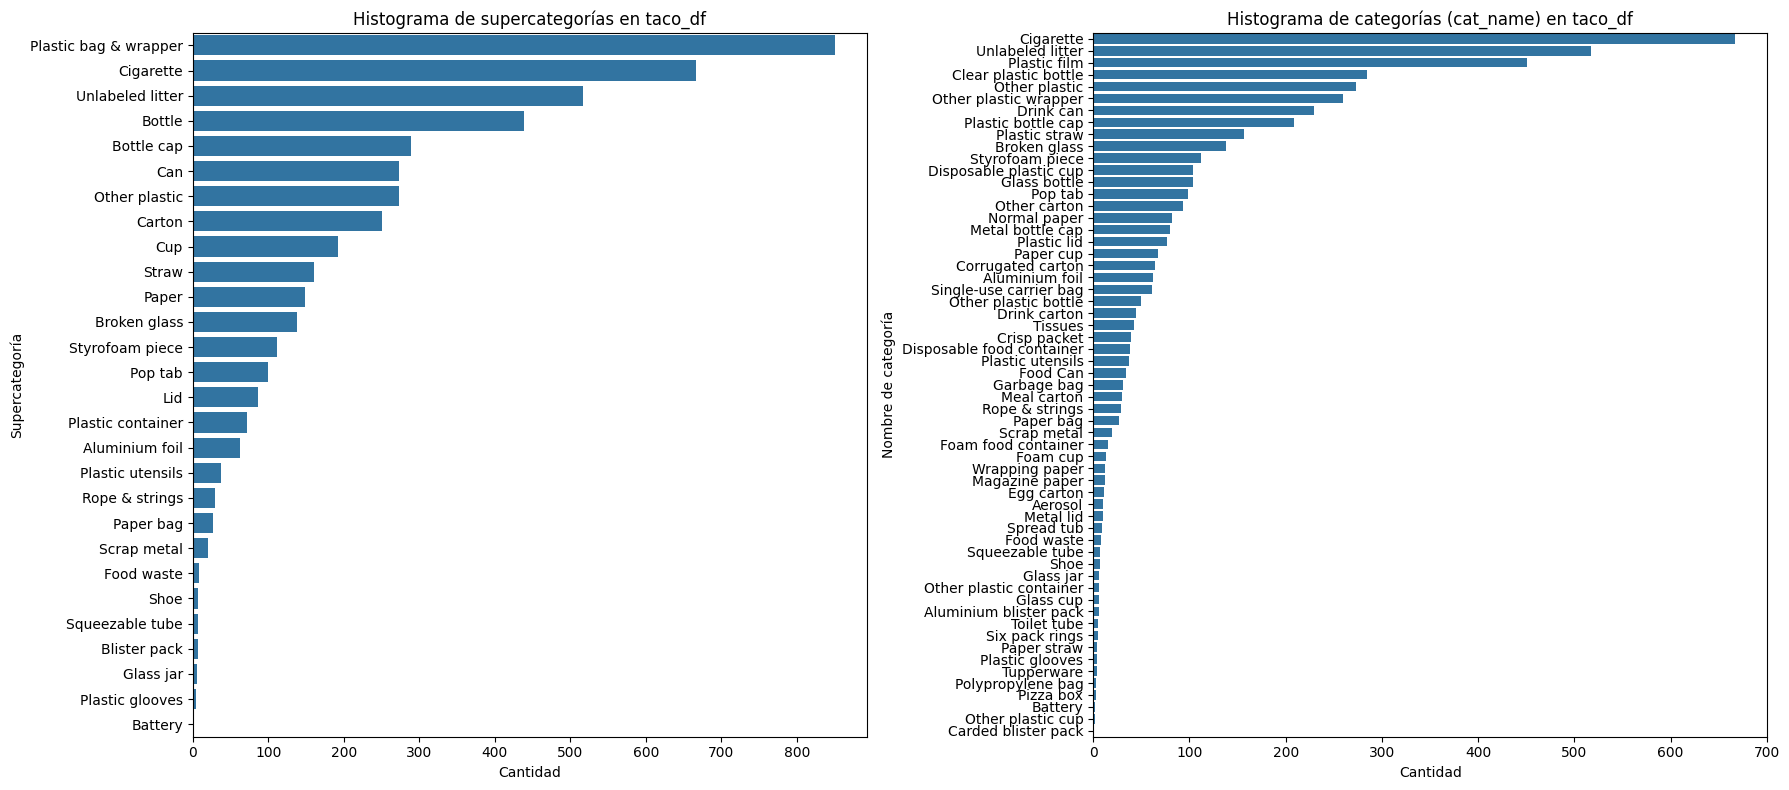 Histograma de supercategorías en taco_df
Supercategoría
Plastic bag & wrapper
Cigarette
Unlabeled litter
Bottle
Bottle cap
Can
Other plastic
Carton
Cup
Straw
Paper
Broken glass
Styrofoam piece
Pop tab
Lid
Plastic container
Aluminium foil
Plastic utensils
Rope & strings
Paper bag
Scrap metal
Food waste
Shoe
Squeezable tube
Blister pack
Glass jar
Plastic glooves
Battery
0 100 200 300 400 500 600 700 800
Cantidad
Histograma de categorías (cat_name) en taco_df
Nombre de categoría
Cigarette
Unlabeled litter
Plastic film
Clear plastic bottle
Other plastic
Other plastic wrapper
Drink can
Plastic bottle cap
Plastic straw
Broken glass
Styrofoam piece
Disposable plastic cup
Glass bottle
Pop tab
Other carton
Normal paper
Metal bottle cap
Plastic lid
Paper cup
Corrugated carton
Aluminium foil
Single-use carrier bag
Other plastic bottle
Drink carton
Tissues
Crisp packet
Disposable food container
Plastic utensils
Food Can
Garbage bag
Meal carton
Rope & strings
Paper bag
Scrap metal
Foam food container
Foam cup
Wrapping paper
Magazine paper
Egg carton
Aerosol
Metal lid
Spread tub
Food waste
Squeezable tube
Shoe
Glass jar
Other plastic container
Glass cup
Aluminium blister pack
Toilet tube
Six pack rings
Paper straw
Plastic glooves
Tupperware
Polypropylene bag
Pizza box
Battery
Other plastic cup
Carded blister pack
0 100 200 300 400 500 600 700
Cantidad